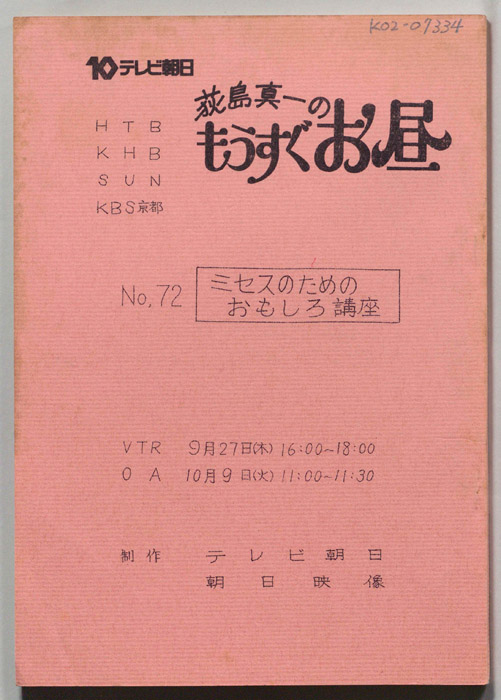 K02-07334
10テレビ朝日
荻島真一の
もうすぐお昼
HTB
KHB
SUN
KBS京都
No.72
ミセスのための
おもしろ講座
VTR 9月27日(木) 16:00~18:00
OA 10月9日(火) 11:00~11:30
制作 テレビ朝日
朝日映像